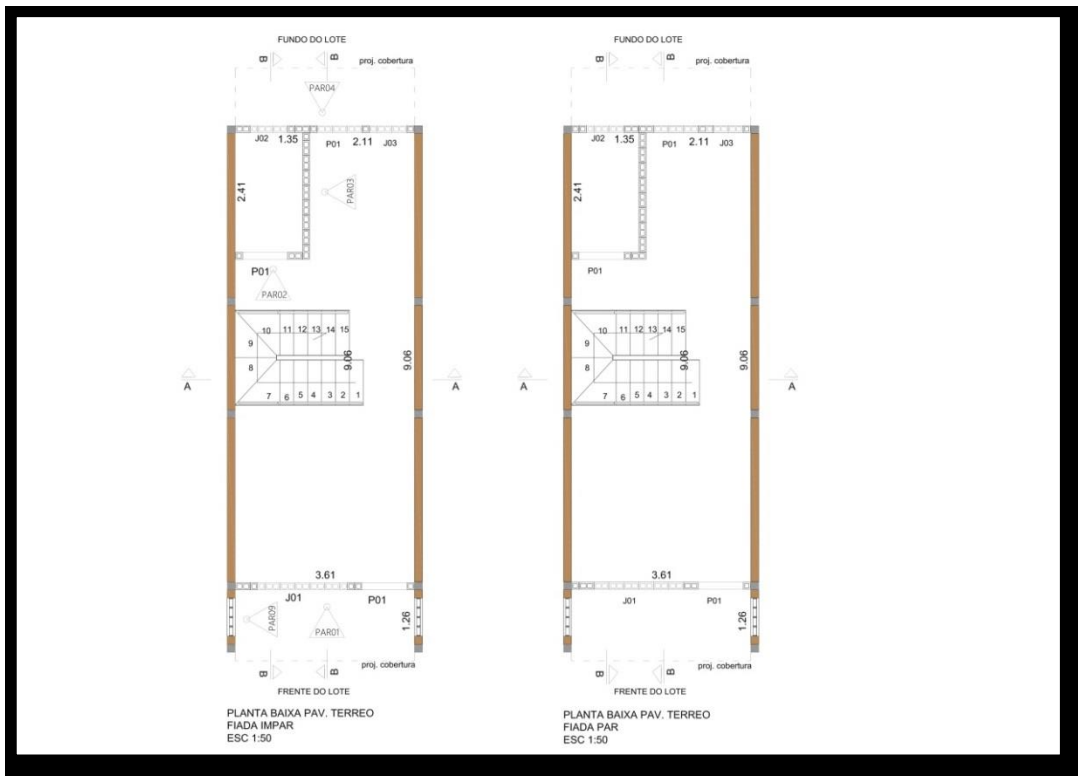 FUNDO DO LOTE
B B
proj. cobertura
PAR04
J02 1.35 P01 2.11 J03
2.41
PAR03
P01
PAR02
10 11 12 13 14 15
9
8
7 6 5 4 3 2 1
9.06 9.06
A A
3.61
J01 P01
PAR09
PAR01
1.26
proj. cobertura
B B
FRENTE DO LOTE
PLANTA BAIXA PAV. TERREO
FIADA IMPAR
ESC 1:50
FUNDO DO LOTE
B B
proj. cobertura
J02 1.35 P01 2.11 J03
2.41
P01
10 11 12 13 14 15
9
8
7 6 5 4 3 2 1
9.06 9.06
A A
3.61
J01 P01
1.26
proj. cobertura
B B
FRENTE DO LOTE
PLANTA BAIXA PAV. TERREO
FIADA PAR
ESC 1:50